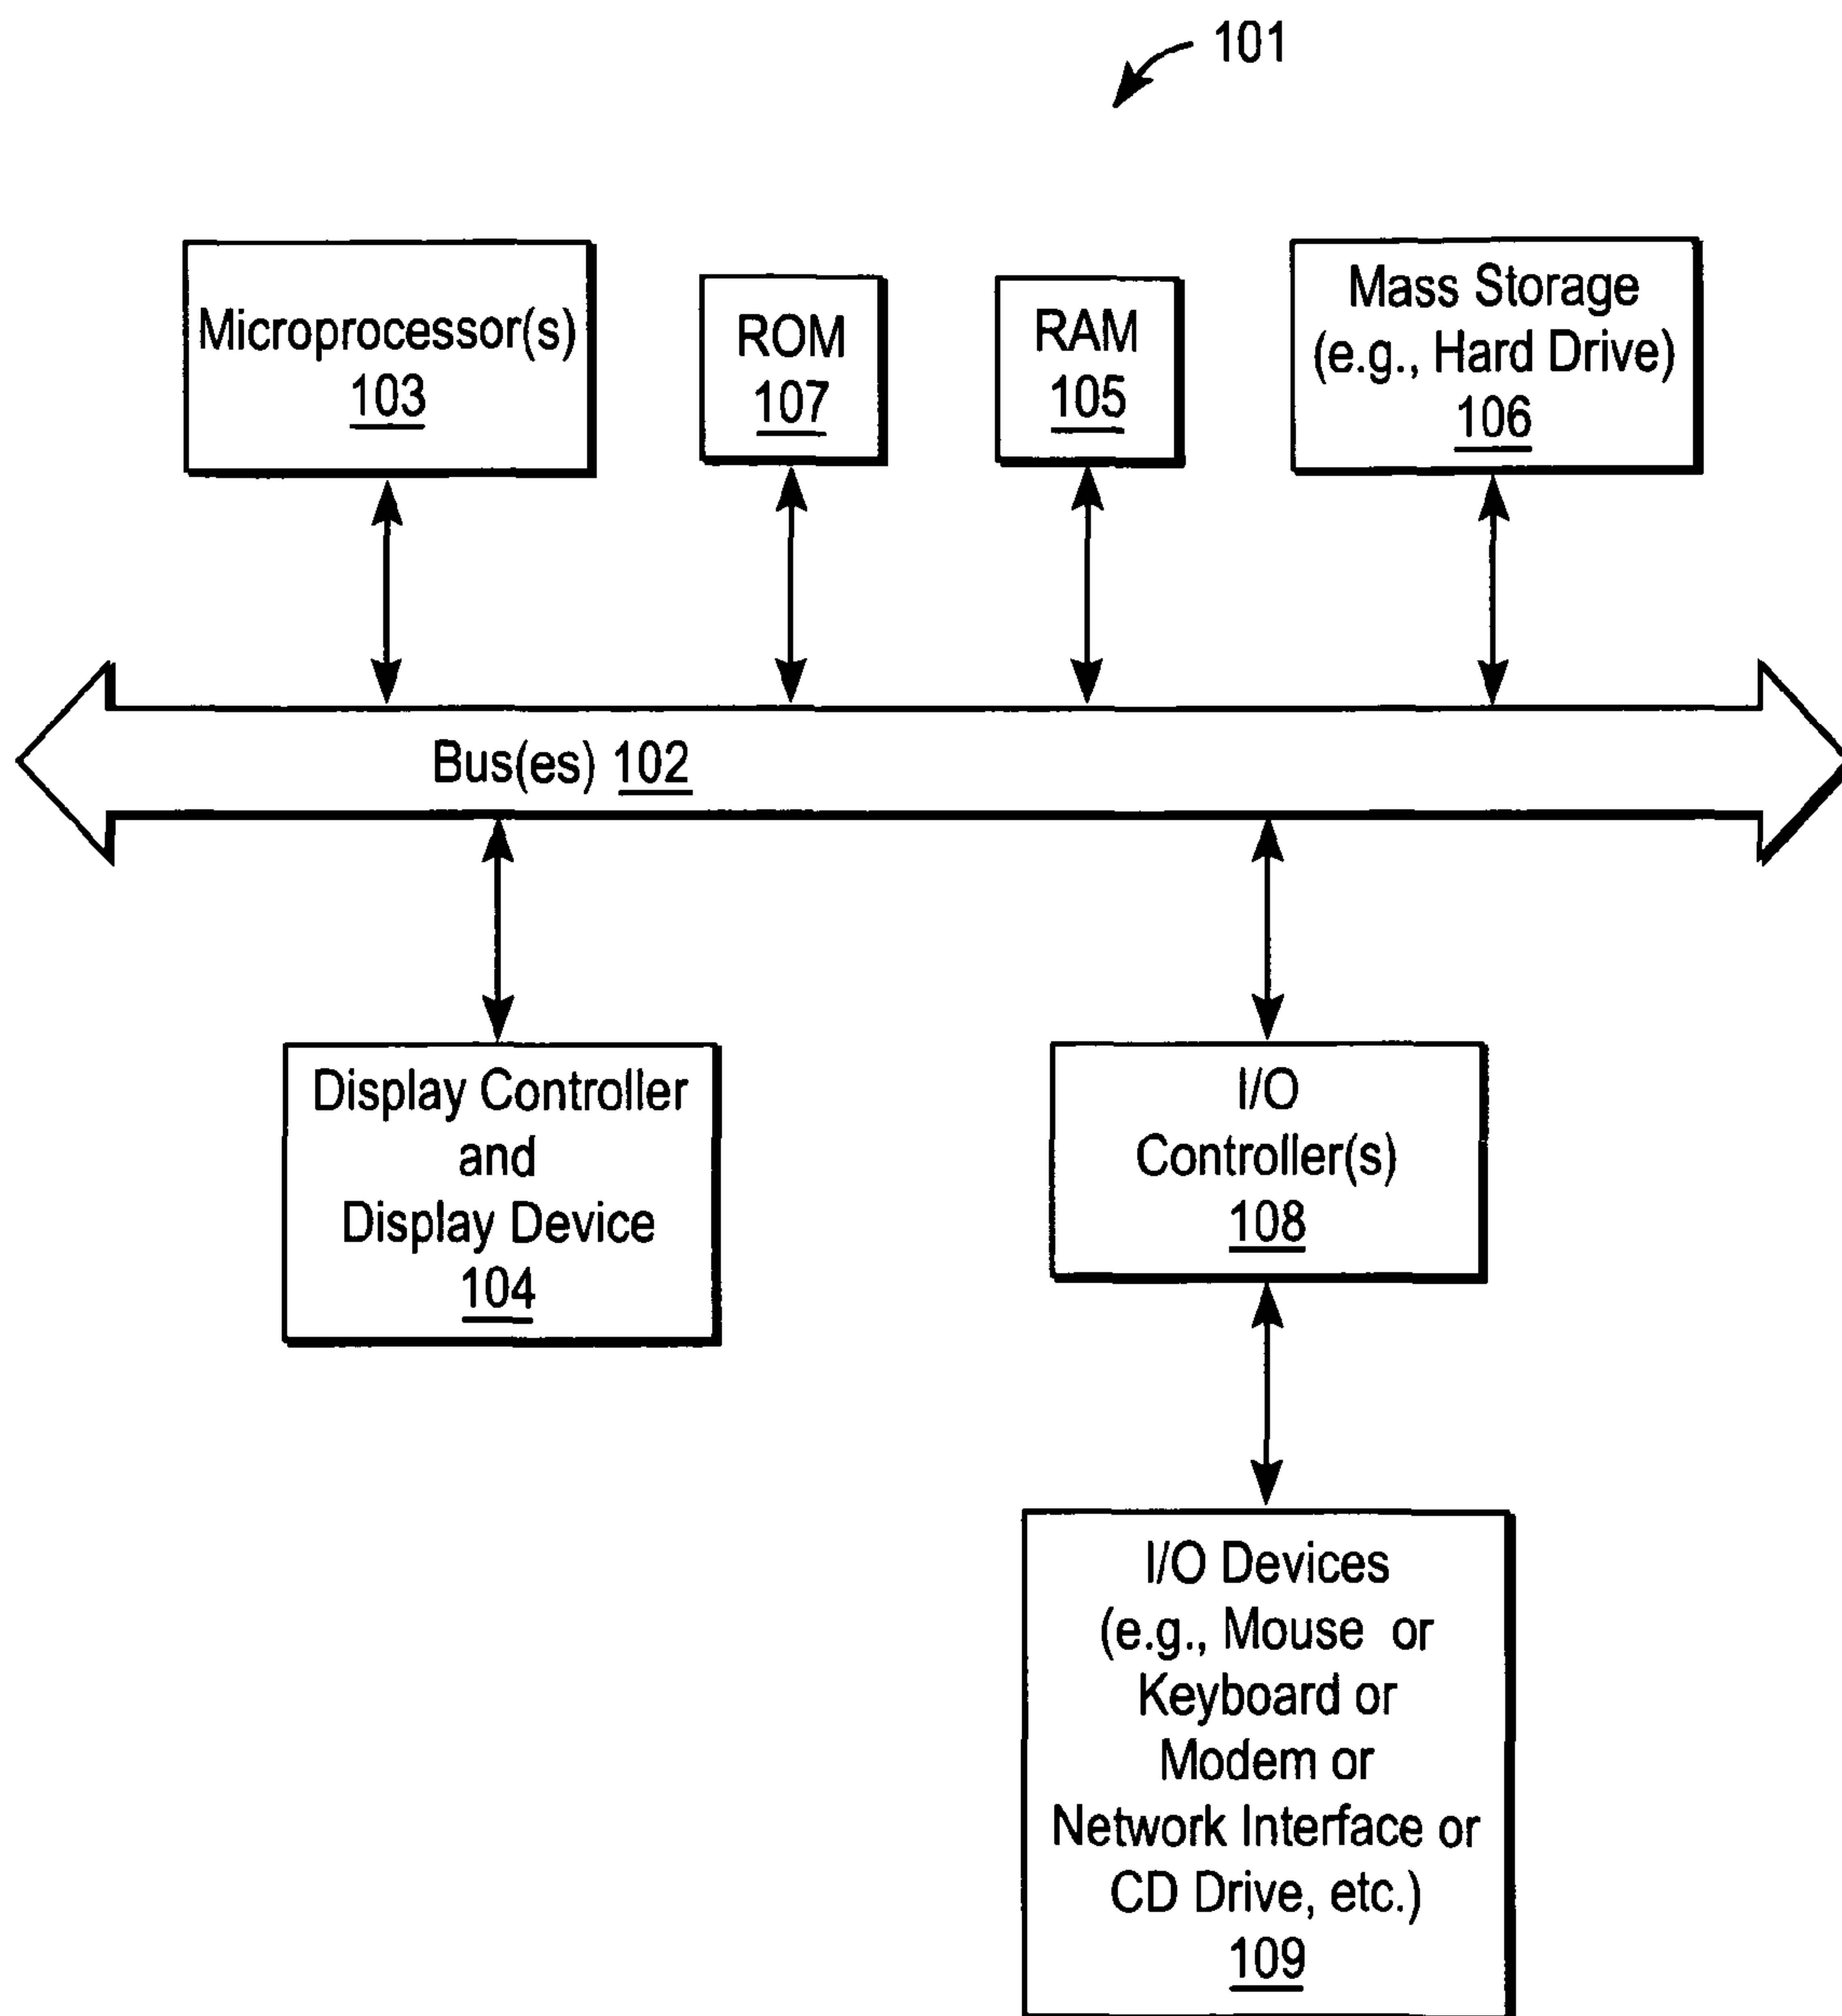 101
Microprocessor(s)
103
ROM
107
RAM
105
Mass Storage
(e.g., Hard Drive)
106
Bus(es) 102
Display Controller
and
Display Device
104
I/O
Controller(s)
108
I/O Devices
(e.g., Mouse or
Keyboard or
Modem or
Network Interface or
CD Drive, etc.)
109